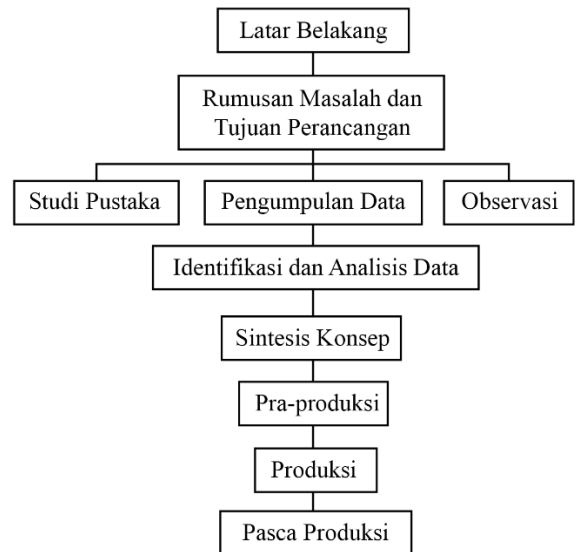 Latar Belakang
Rumusan Masalah dan
Tujuan Perancangan
Studi Pustaka
Pengumpulan Data
Observasi
Identifikasi dan Analisis Data
Sintesis Konsep
Pra-produksi
Produksi
Pasca Produksi